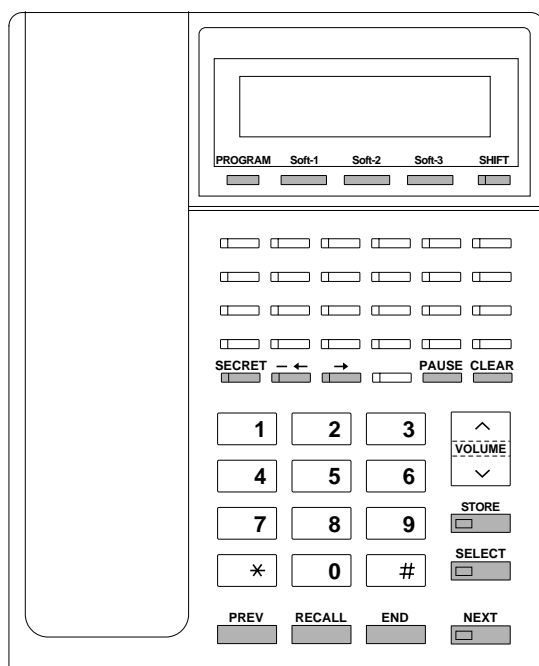 PROGRAM Soft-1 Soft-2 Soft-3 SHIFT
SECRET – ← → PAUSE CLEAR
1 2 3
VOLUME
4 5 6
STORE
7 8 9
SELECT
* 0 #
PREV RECALL END NEXT